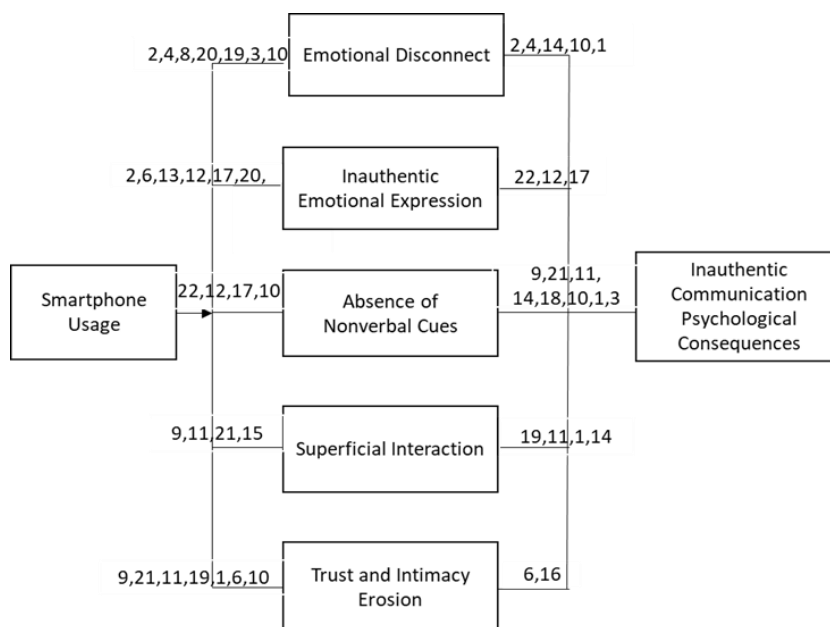 2,4,8,20,19,3,10
Emotional Disconnect
2,4,14,10,1
2,6,13,12,17,20,
Inauthentic
Emotional Expression
22,12,17
Smartphone
Usage
22,12,17,10
Absence of
Nonverbal Cues
9,21,11,
14,18,10,1,3
Inauthentic
Communication
Psychological
Consequences
9,11,21,15
Superficial Interaction
19,11,1,14
9,21,11,19,1,6,10
Trust and Intimacy
Erosion
6,16